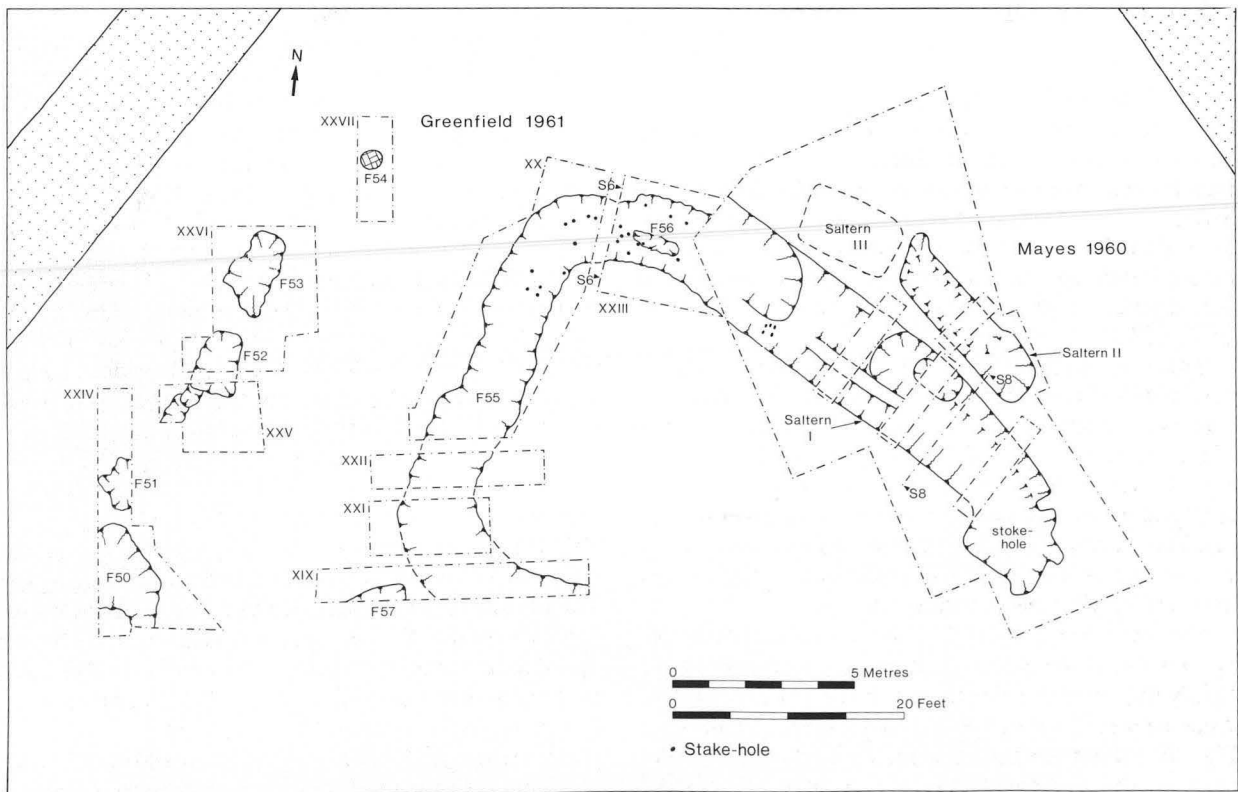 N
XXVII
Greenfield 1961
F54
XX
S6
F56
Saltern
III
Mayes 1960
XXVI
F53
S6
XXIII
F52
Saltern II
S8
XXIV
F55
XXV
Saltern
I
XXII
F51
S8
XXI
stoke-
hole
F50
XIX
F57
0 5 Metres
0 20 Feet
Stake-hole